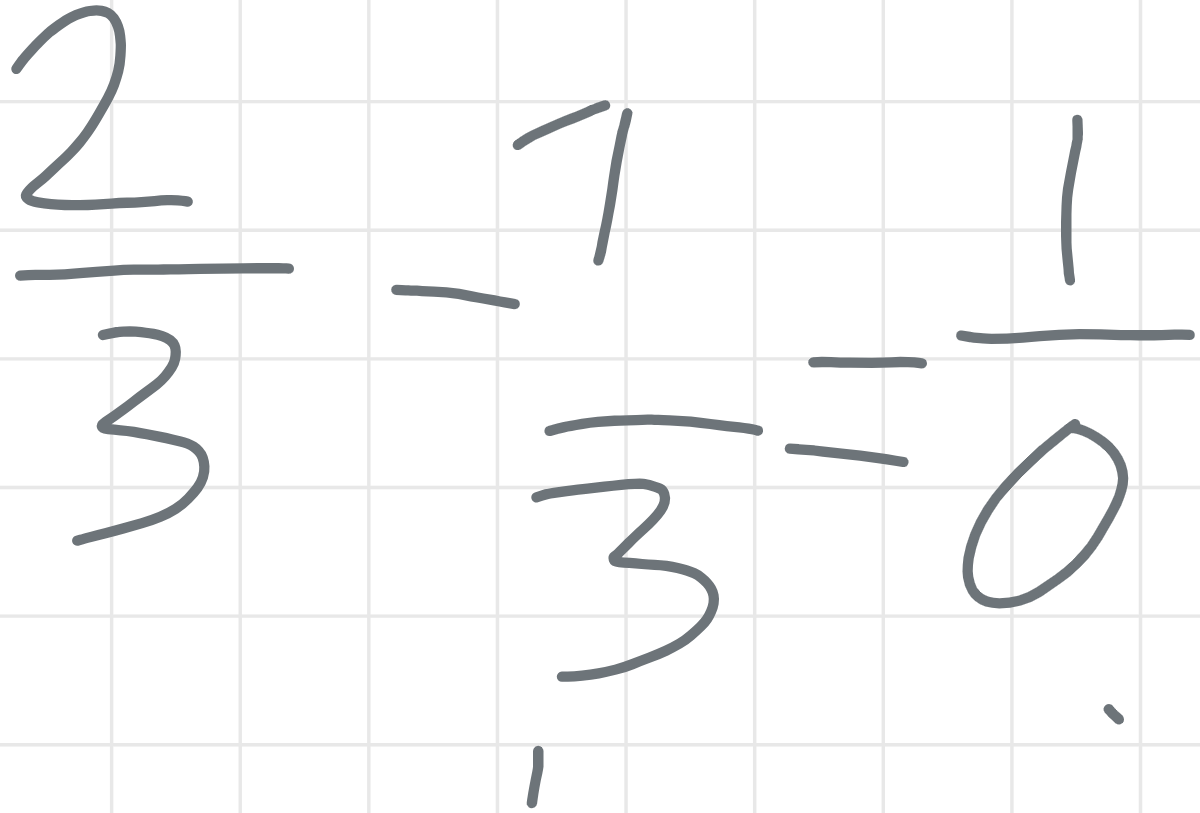 2/3 - 1/3 = 1/0